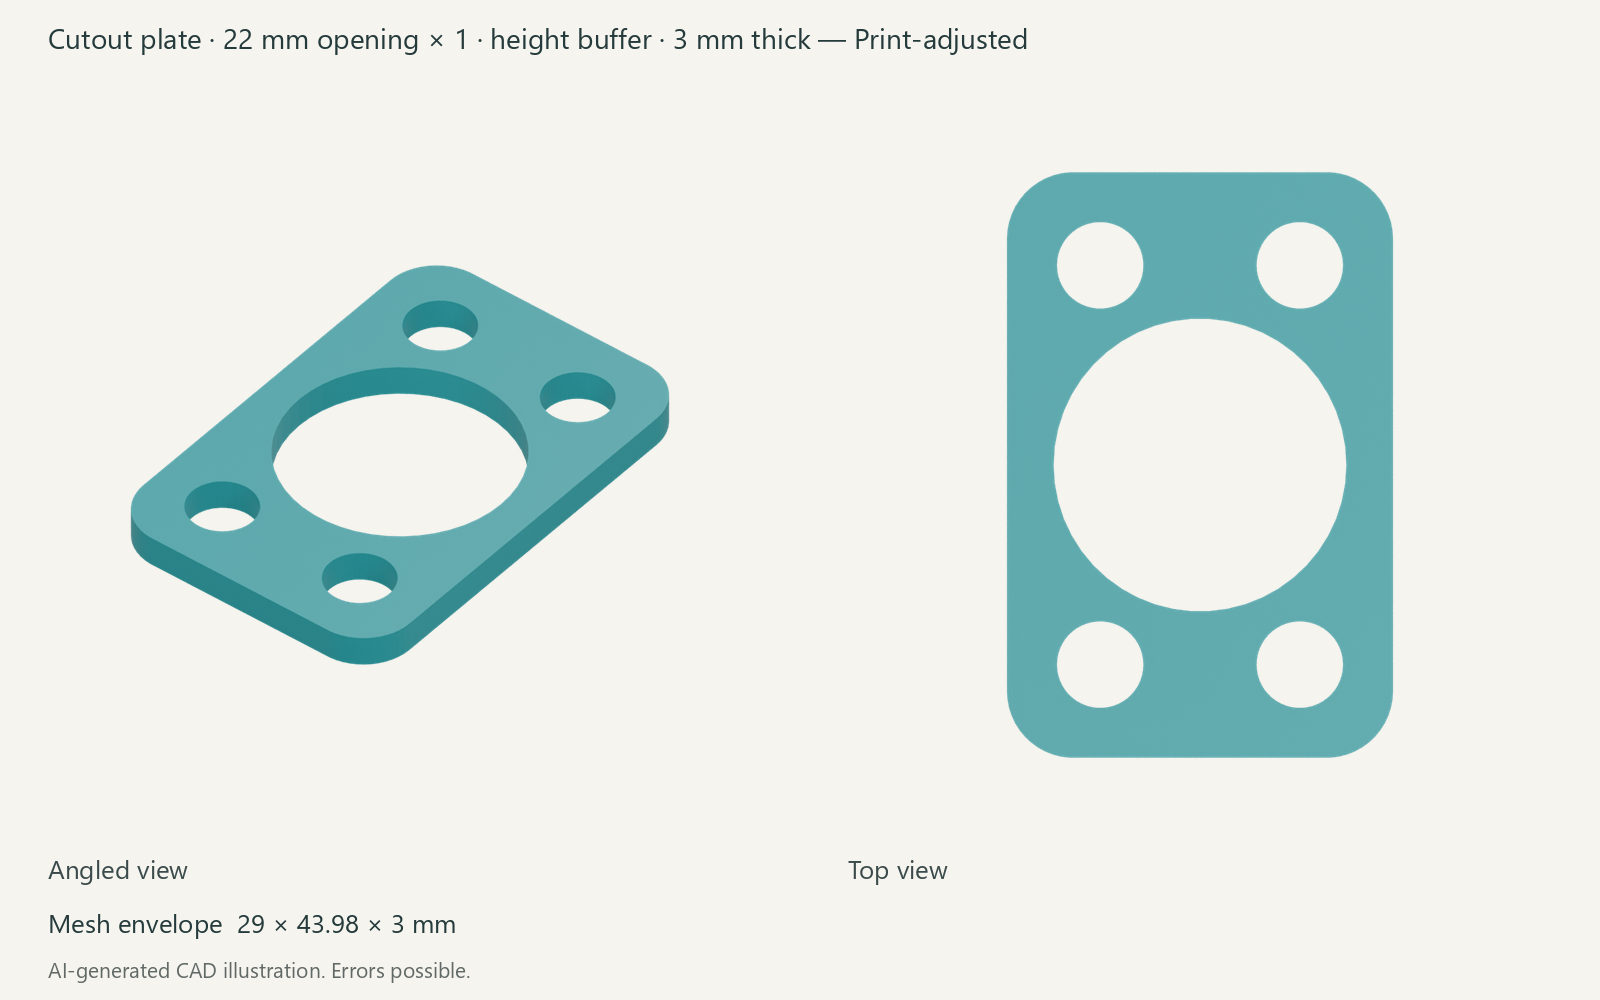 Cutout plate · 22 mm opening × 1 · height buffer · 3 mm thick — Print-adjusted
Angled view
Top view
Mesh envelope  29 × 43.98 × 3 mm
AI-generated CAD illustration. Errors possible.